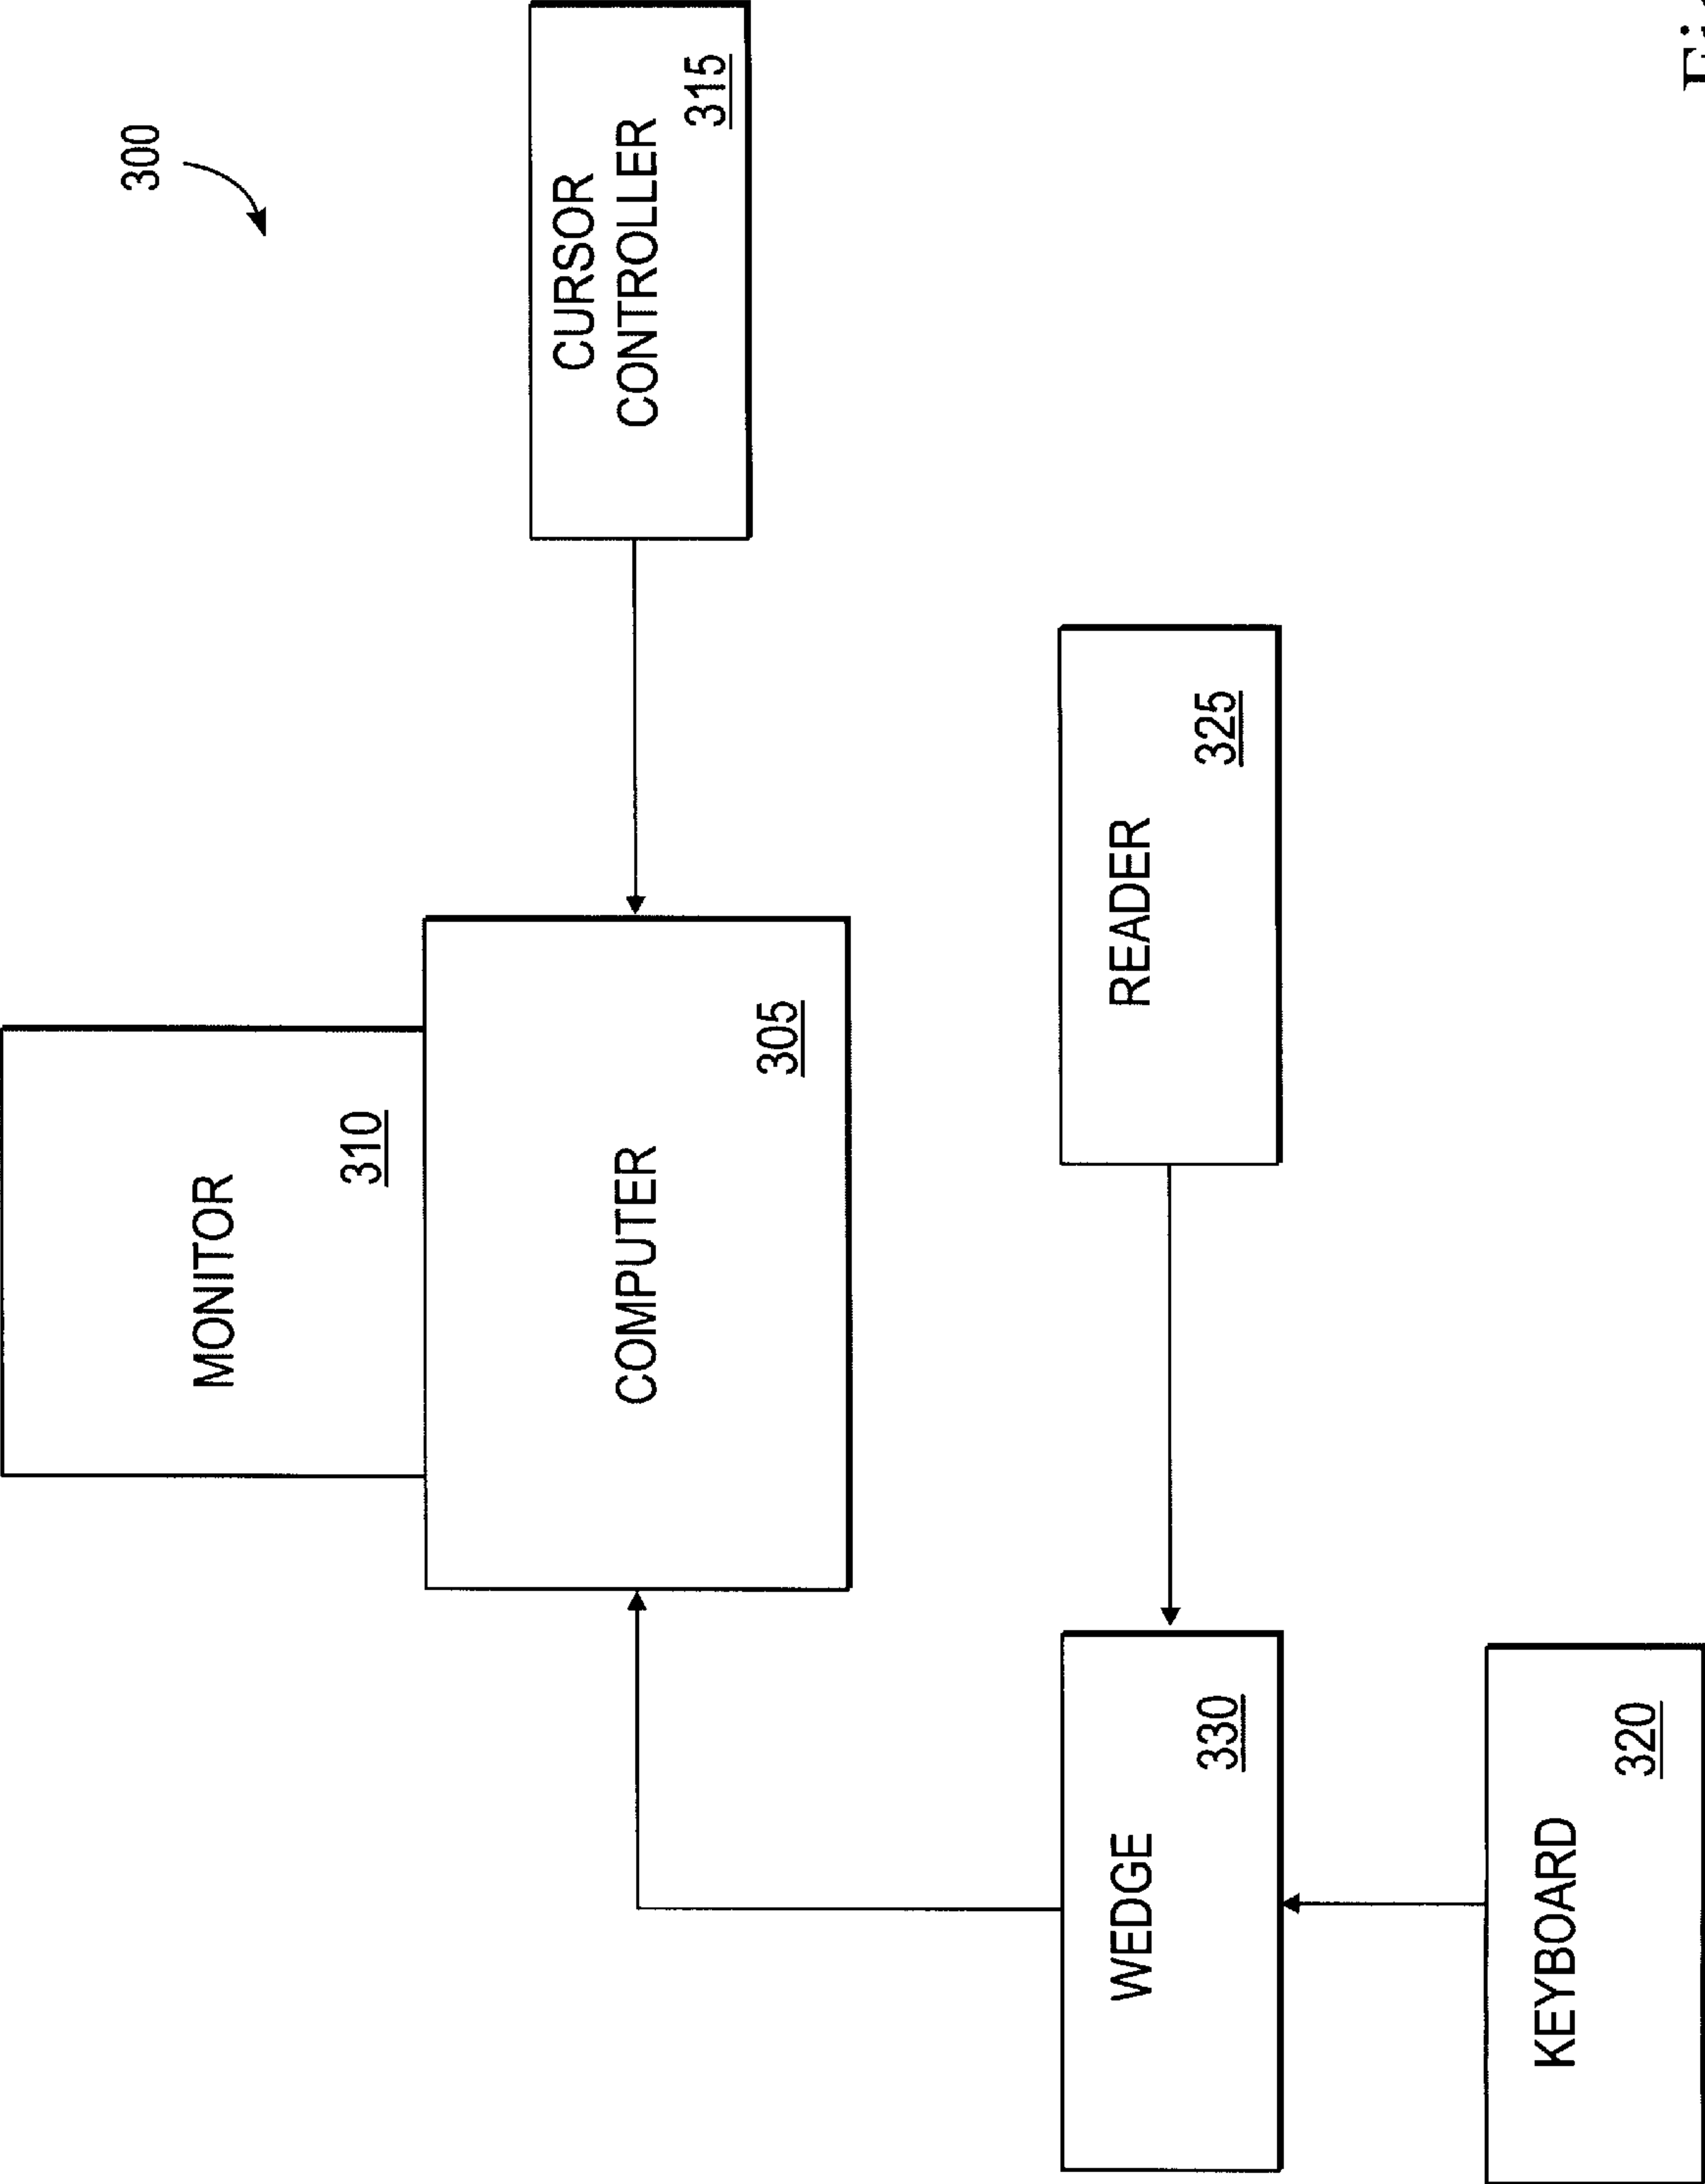 300
MONITOR
310
CURSOR
CONTROLLER
315
COMPUTER
305
READER
325
WEDGE
330
KEYBOARD
320